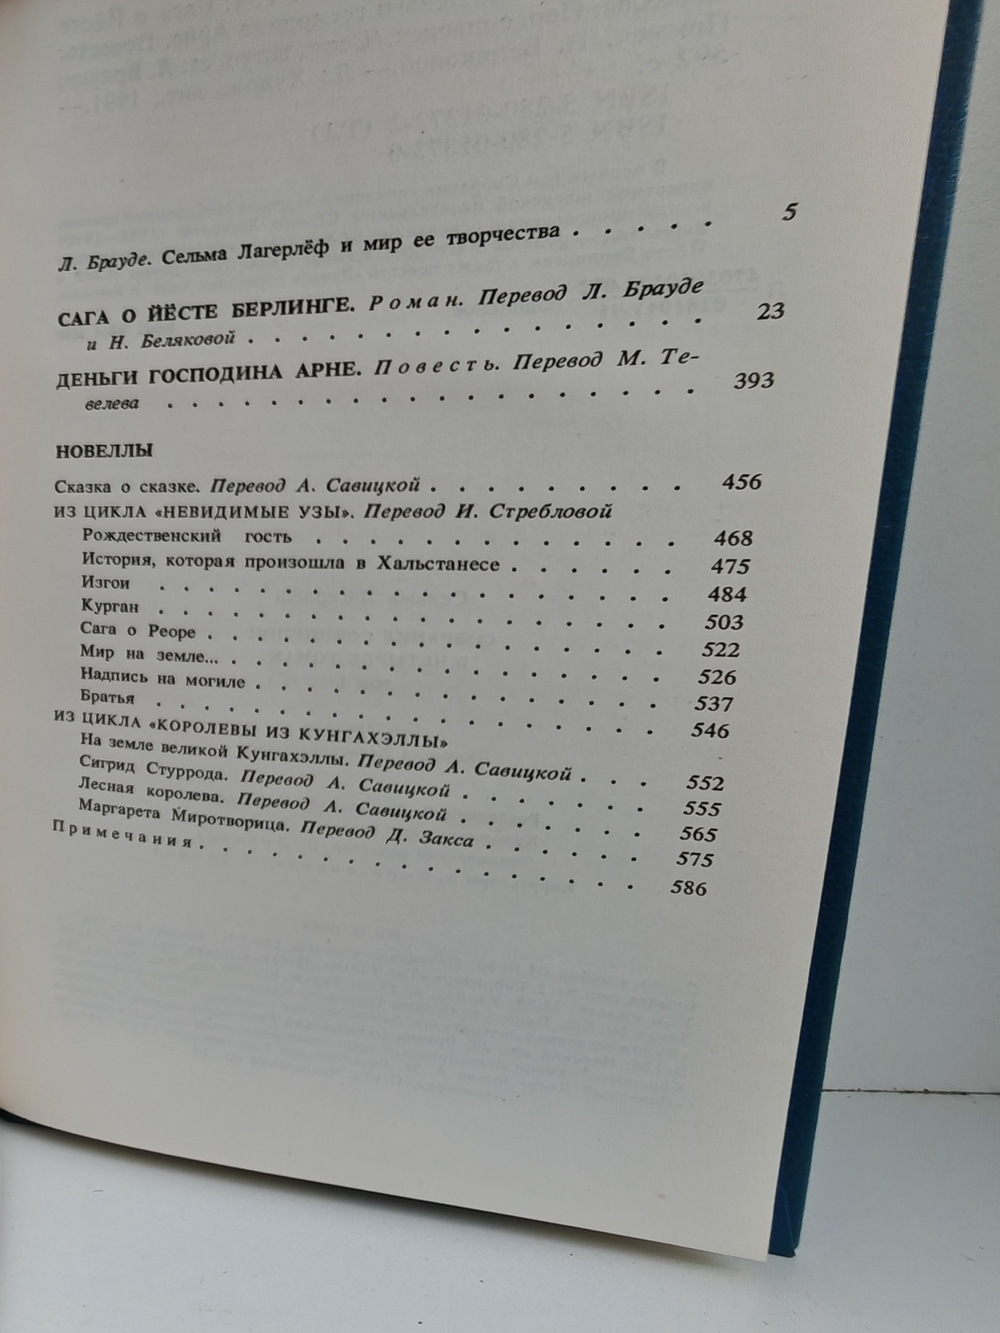 Л. Брауде. Сельма Лагерлёф и мир ее творчества . . . . . 5
САГА О ЙЁСТЕ БЕРЛИНГЕ. Роман. Перевод Л. Брауде
и Н. Беляковой . . . . . . . . . . . . . . . . . 23
ДЕНЬГИ ГОСПОДИНА АРНЕ. Повесть. Перевод М. Те-
велева . . . . . . . . . . . . . . . . . . . . . 393
НОВЕЛЛЫ
Сказка о сказке. Перевод А. Савицкой . . . . . . . . . 456
ИЗ ЦИКЛА «НЕВИДИМЫЕ УЗЫ». Перевод И. Стребловой
Рождественский гость . . . . . . . . . . . . . 468
История, которая произошла в Хальстанесе . . . . . . 475
Изгои . . . . . . . . . . . . . . . . . . . . 484
Курган . . . . . . . . . . . . . . . . . . . . 503
Сага о Реоре . . . . . . . . . . . . . . . . . . 522
Мир на земле... . . . . . . . . . . . . . . . . . 526
Надпись на могиле . . . . . . . . . . . . . . . . 537
Братья . . . . . . . . . . . . . . . . . . . . 546
ИЗ ЦИКЛА «КОРОЛЕВЫ ИЗ КУНГАХЭЛЛЫ»
На земле великой Кунгахэллы. Перевод А. Савицкой . . . 552
Сигрид Стуррода. Перевод А. Савицкой . . . . . . . 555
Лесная королева. Перевод А. Савицкой . . . . . . . 565
Маргарета Миротворица. Перевод Д. Закса . . . . . . 575
Примечания . . . . . . . . . . . . . . . . . . 586